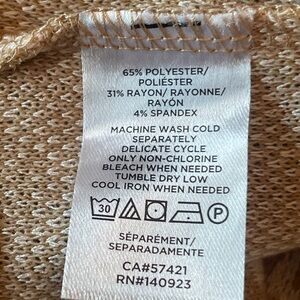 65% POLYESTER/
POLIÉSTER
31% RAYON/ RAYONNE/
RAYÓN
4% SPANDEX
MACHINE WASH COLD
SEPARATELY
DELICATE CYCLE
ONLY NON-CHLORINE
BLEACH WHEN NEEDED
TUMBLE DRY LOW
COOL IRON WHEN NEEDED
30 P
SÉPARÉMENT/
SEPARADAMENTE
CA#57421
RN#140923